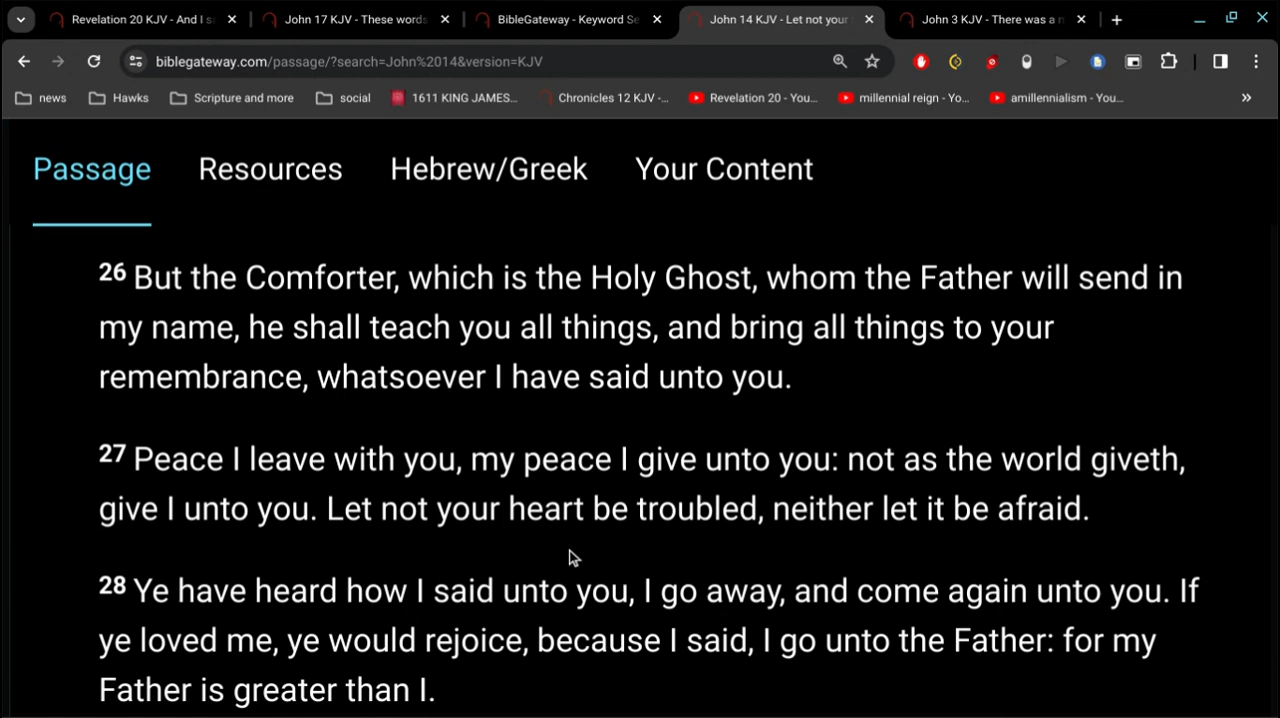 Revelation 20 KJV - And I s
John 17 KJV - These words
BibleGateway - Keyword Se
John 14 KJV - Let not your
John 3 KJV - There was a n
biblegateway.com/passage/?search=John%2014&version=KJV
news
Hawks
Scripture and more
social
1611 KING JAMES...
Chronicles 12 KJV -...
Revelation 20 - You...
millennial reign - Yo...
amillennialism - You...
Passage
Resources
Hebrew/Greek
Your Content
26 But the Comforter, which is the Holy Ghost, whom the Father will send in
my name, he shall teach you all things, and bring all things to your
remembrance, whatsoever I have said unto you.
27 Peace I leave with you, my peace I give unto you: not as the world giveth,
give I unto you. Let not your heart be troubled, neither let it be afraid.
28 Ye have heard how I said unto you, I go away, and come again unto you. If
ye loved me, ye would rejoice, because I said, I go unto the Father: for my
Father is greater than I.